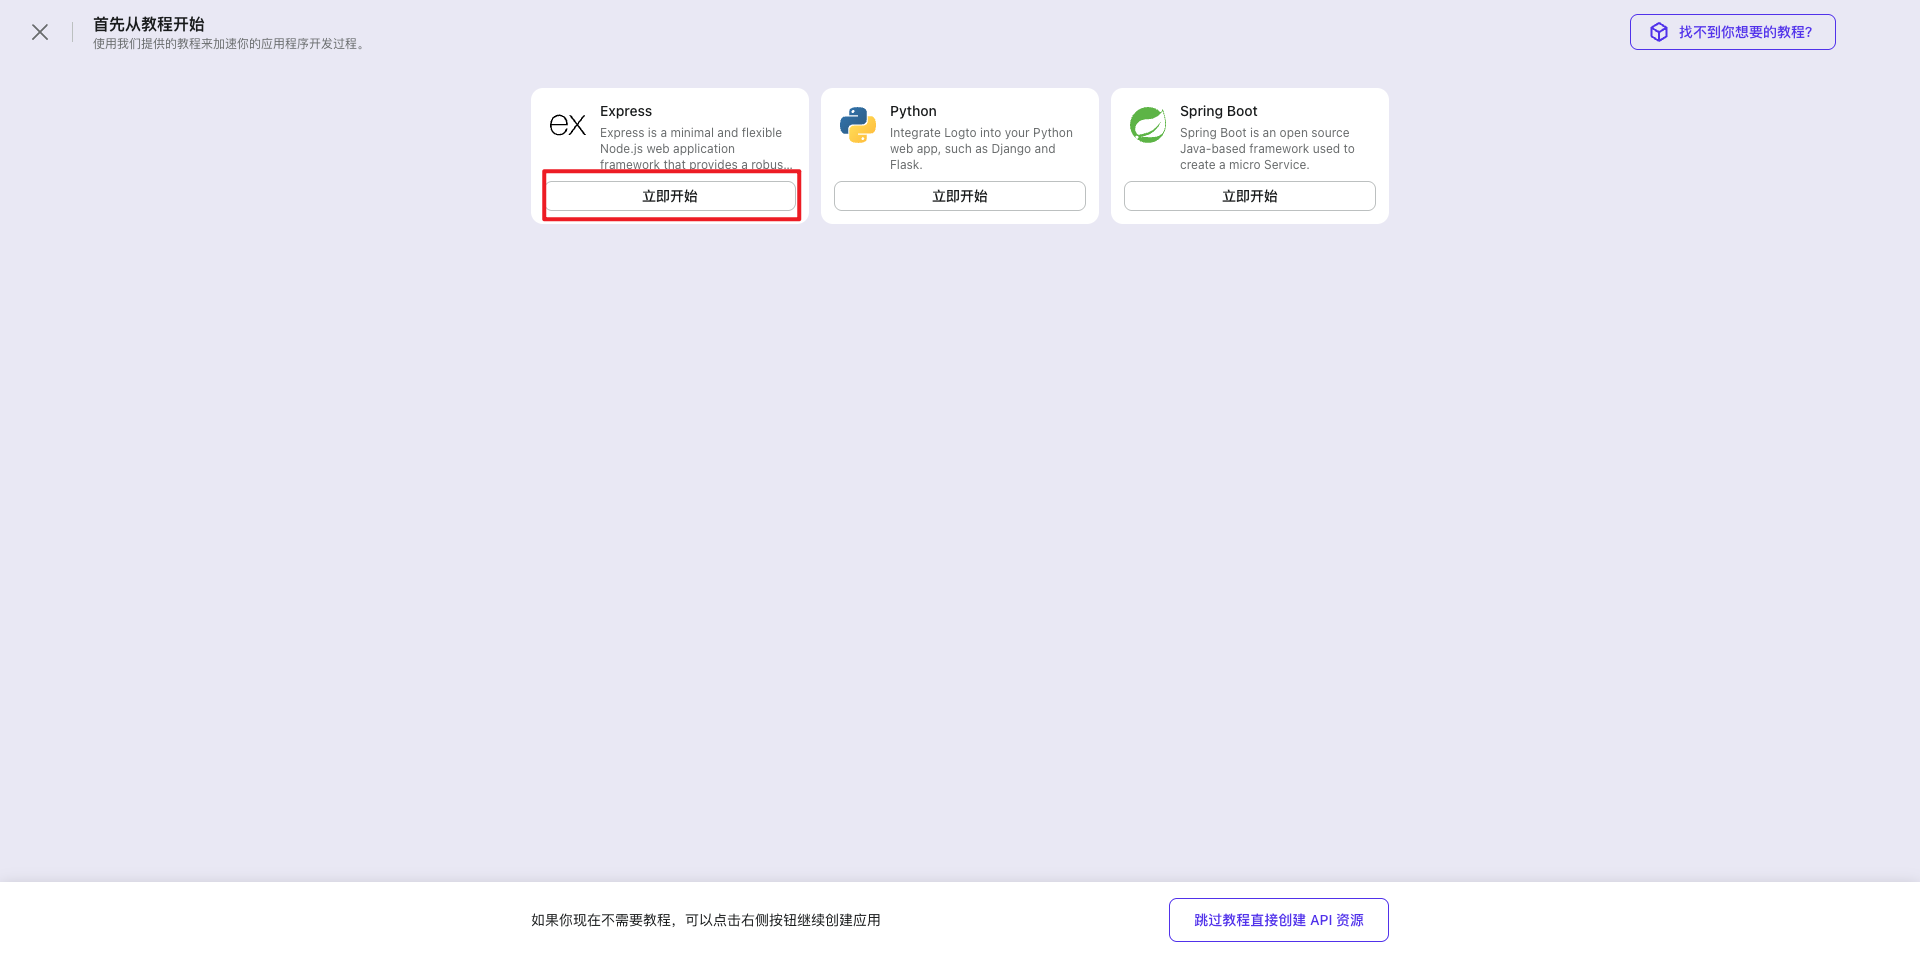 首先从教程开始
使用我们提供的教程来加速你的应用程序开发过程。
找不到你想要的教程?
ex
Express
Express is a minimal and flexible
Node.js web application
framework that provides a robus...
立即开始
Python
Integrate Logto into your Python
web app, such as Django and
Flask.
立即开始
Spring Boot
Spring Boot is an open source
Java-based framework used to
create a micro Service.
立即开始
如果你现在不需要教程，可以点击右侧按钮继续创建应用
跳过教程直接创建 API 资源